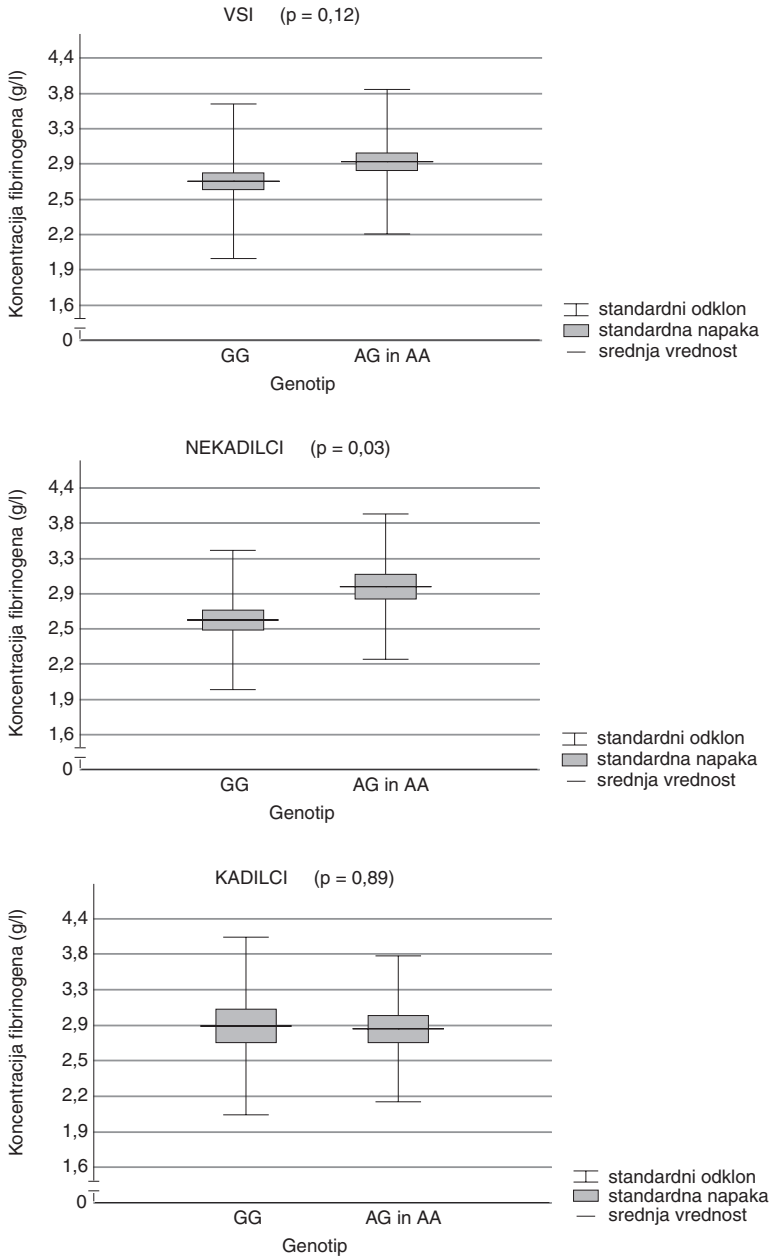 VSI (p = 0,12)
Koncentracija fibrinogena (g/l)
4,4
3,8
3,3
2,9
2,5
2,2
1,9
1,6
0
GG AG in AA
Genotip
standardni odklon
standardna napaka
srednja vrednost
NEKADILCI (p = 0,03)
Koncentracija fibrinogena (g/l)
4,4
3,8
3,3
2,9
2,5
2,2
1,9
1,6
0
GG AG in AA
Genotip
standardni odklon
standardna napaka
srednja vrednost
KADILCI (p = 0,89)
Koncentracija fibrinogena (g/l)
4,4
3,8
3,3
2,9
2,5
2,2
1,9
1,6
0
GG AG in AA
Genotip
standardni odklon
standardna napaka
srednja vrednost